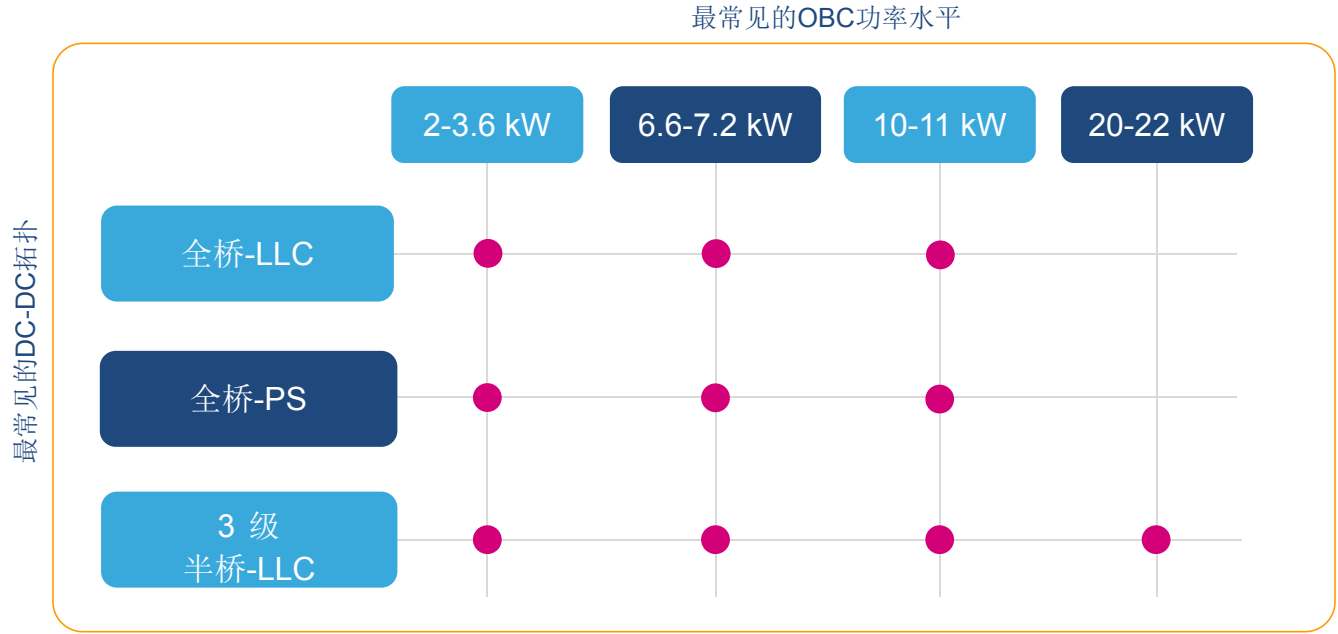 最常见的OBC功率水平
2-3.6 kW
6.6-7.2 kW
10-11 kW
20-22 kW
最常见的DC-DC拓扑
全桥-LLC
全桥-PS
3 级
半桥-LLC